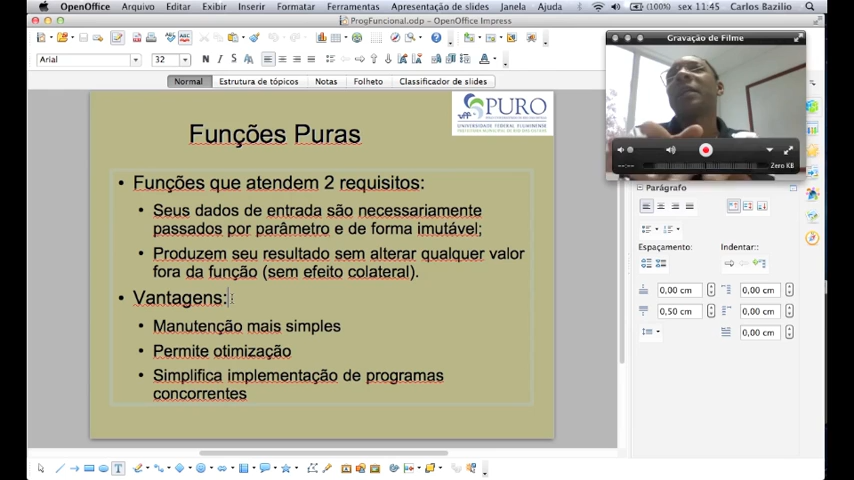 OpenOffice Arquivo Editar Exibir Inserir Formatar Ferramentas Apresentação de slides Janela Ajuda (100%) sex 11:45 Carlos Bazilio
ProgFuncional.odp - OpenOffice Impress
Gravação de Filme
Arial 32 N I S A
Normal Estrutura de tópicos Notas Folheto Classificador de slides
PURO
uff
UNIVERSIDADE FEDERAL FLUMINENSE
Funções Puras
--:-- Zero KB
• Funções que atendem 2 requisitos:
• Seus dados de entrada são necessariamente
passados por parâmetro e de forma imutável;
• Produzem seu resultado sem alterar qualquer valor
fora da função (sem efeito colateral).
• Vantagens:
• Manutenção mais simples
• Permite otimização
• Simplifica implementação de programas
concorrentes
Parágrafo
Espaçamento: Indentar::
0,00 cm 0,00 cm
0,50 cm 0,00 cm
0,00 cm